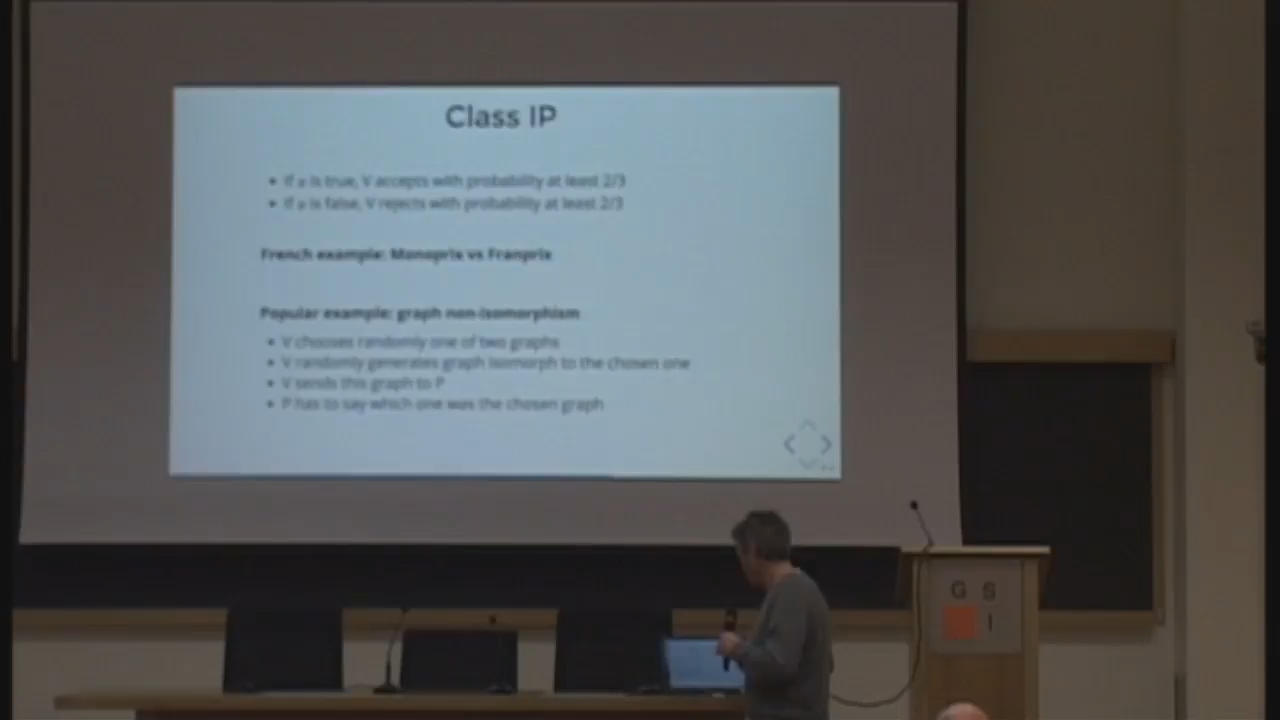 Class IP
• If φ is true, V accepts with probability at least 2/3
• If φ is false, V rejects with probability at least 2/3
French example: Monoprix vs Franprix
Popular example: graph non-isomorphism
• V chooses randomly one of two graphs
• V randomly generates graph isomorph to the chosen one
• V sends this graph to P
• P has to say which one was the chosen graph
G S
I